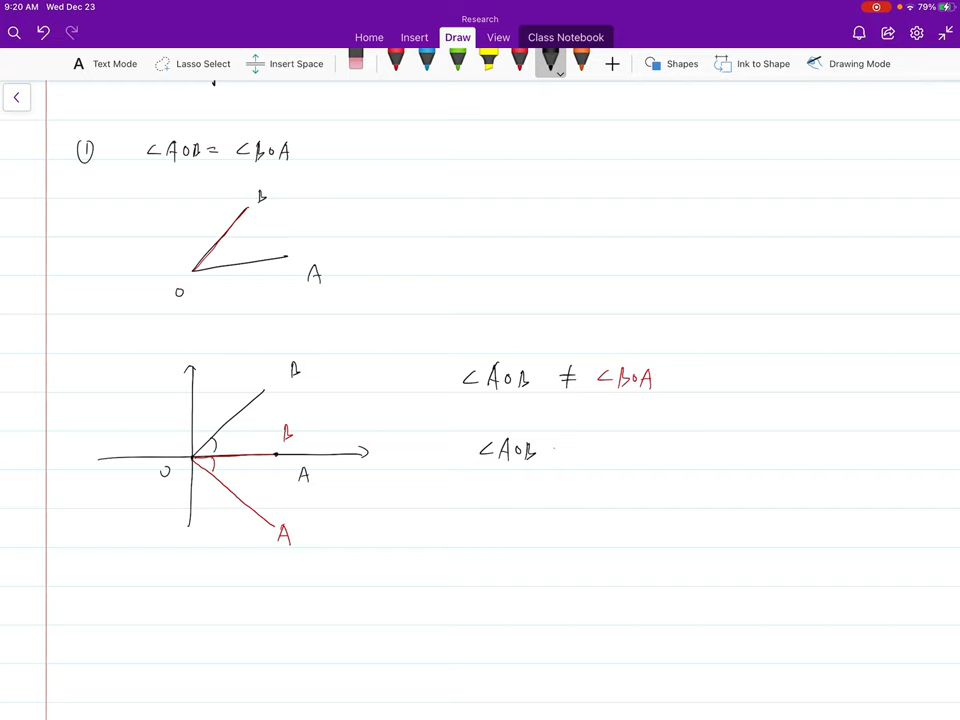 9:20 AM Wed Dec 23
79%
Research
Home Insert Draw View Class Notebook
A Text Mode Lasso Select Insert Space Shapes Ink to Shape Drawing Mode
① ∠AOB = ∠BOA
B
A
O
B
∠AOB ≠ ∠BOA
B
∠AOB
O
A
A